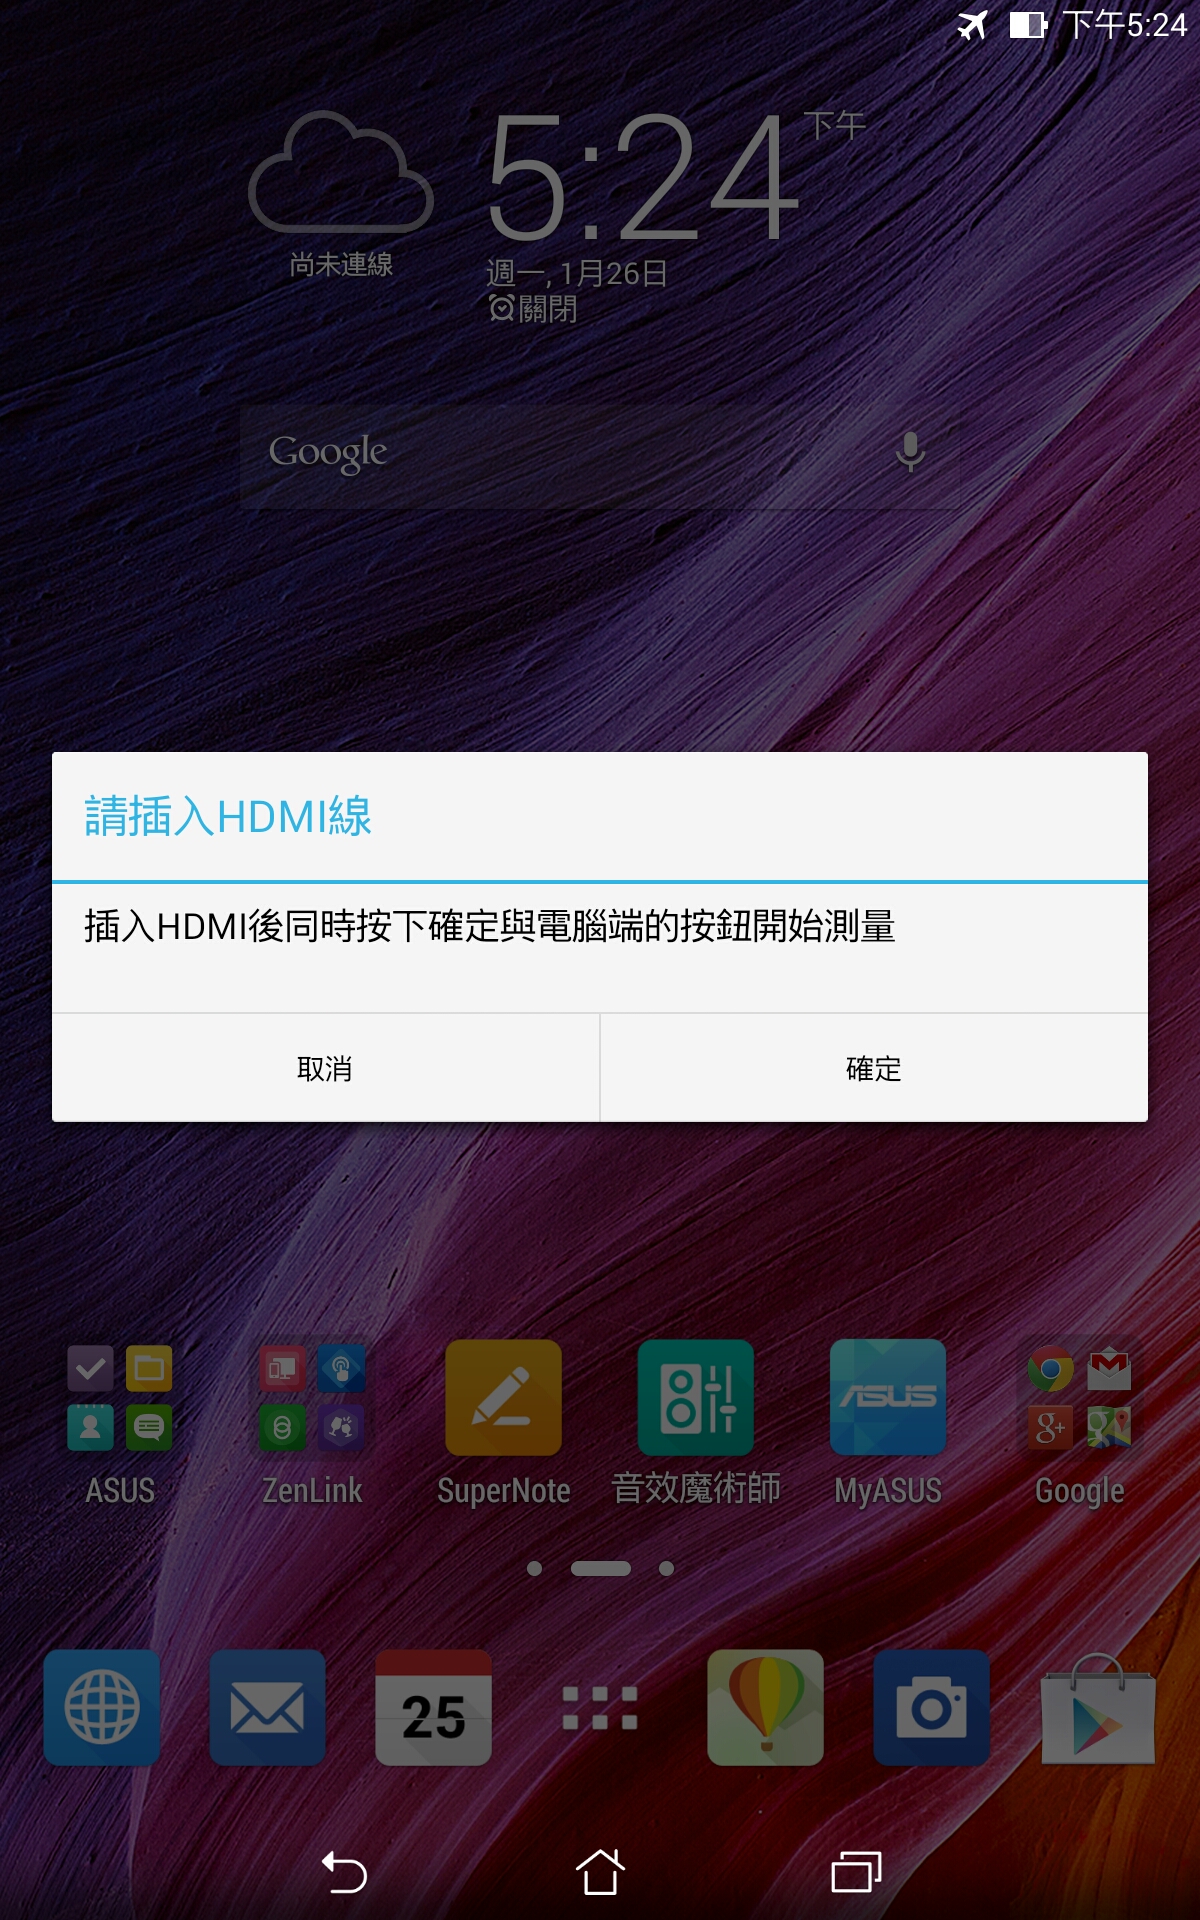 下午5:24
5:24 下午
尚未連線
週一, 1月26日
關閉
Google
請插入HDMI線
插入HDMI後同時按下確定與電腦端的按鈕開始測量
取消
確定
ASUS
g+
g
ASUS
ZenLink
SuperNote
音效魔術師
MyASUS
Google
25